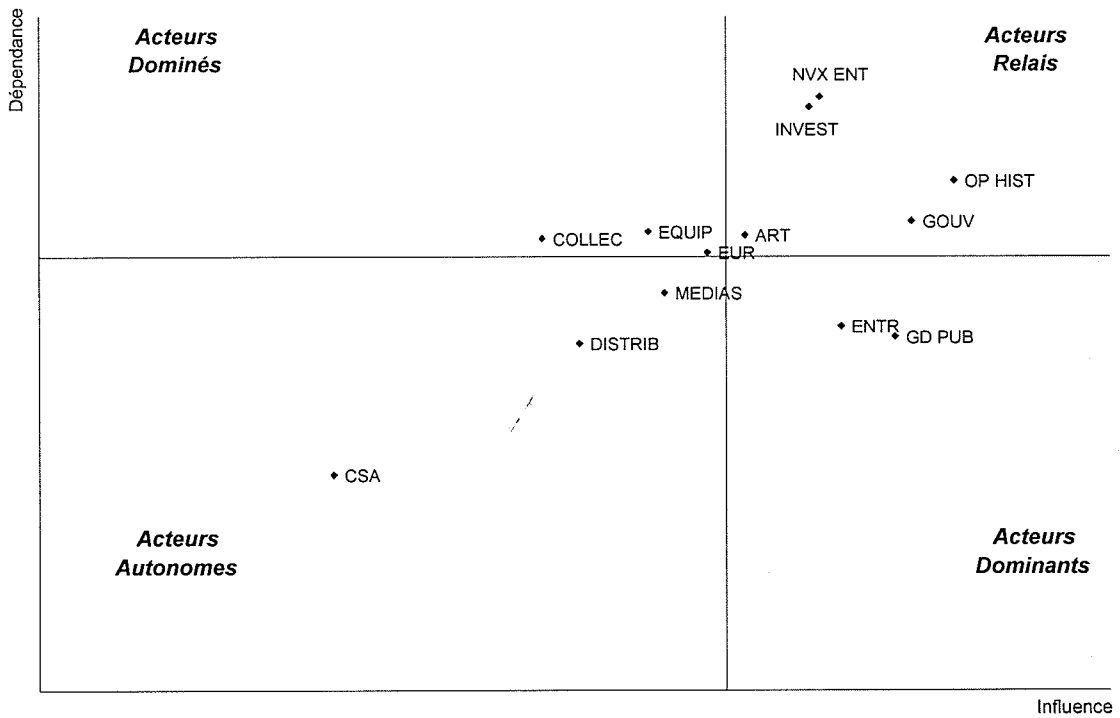 Dépendance
Acteurs
Dominés
Acteurs
Relais
NVX ENT
INVEST
OP HIST
GOUV
ART
EQUIP
COLLEC
EUR
MEDIAS
ENTR
GD PUB
DISTRIB
CSA
Acteurs
Autonomes
Acteurs
Dominants
Influence